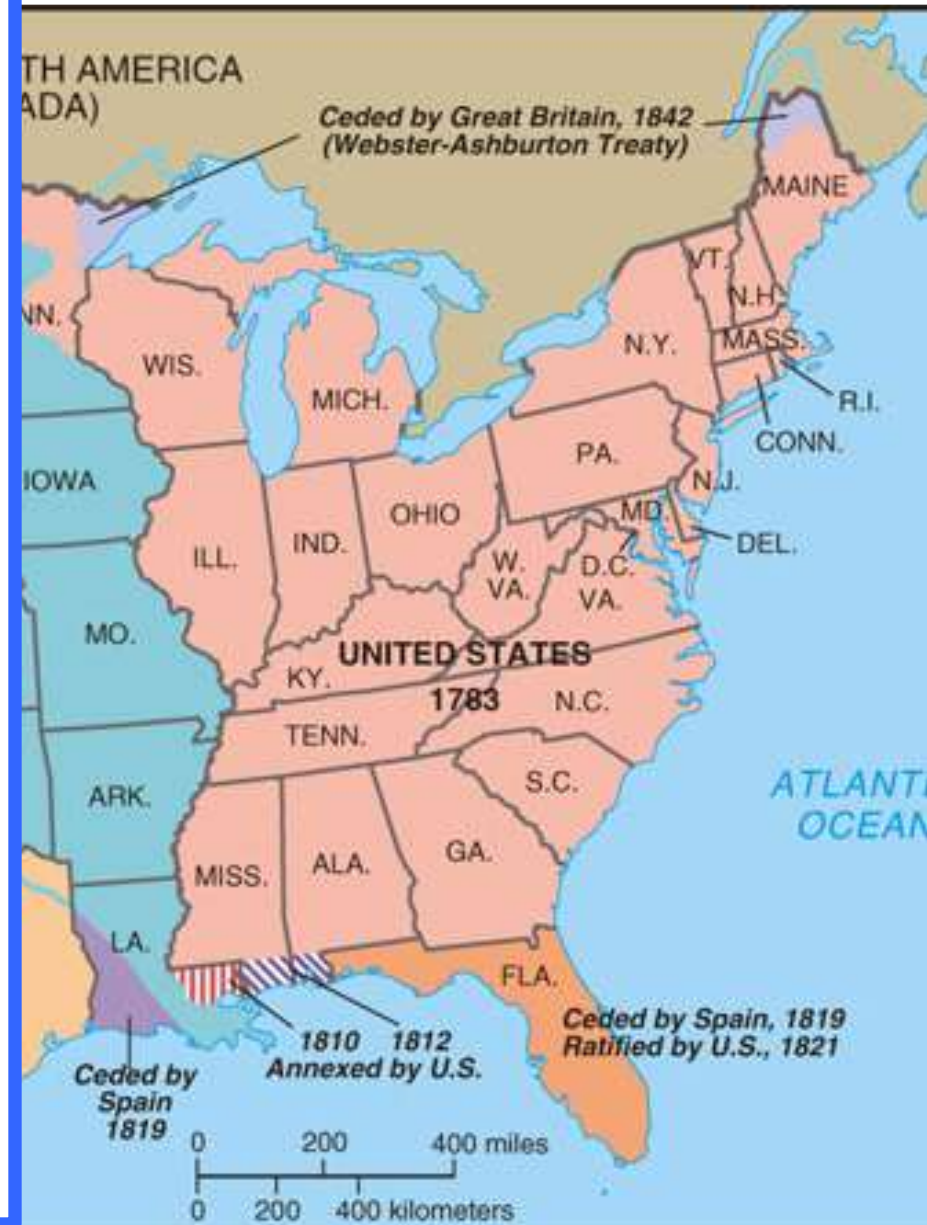 TH AMERICA
ADA)
Ceded by Great Britain, 1842
(Webster-Ashburton Treaty)
MAINE
VT.
N.H.
NN.
WIS.
MICH.
N.Y.
MASS.
R.I.
CONN.
IOWA
PA.
N.J.
OHIO
MD.
DEL.
ILL.
IND.
W.
VA.
D.C.
VA.
MO.
UNITED STATES
1783
KY.
N.C.
TENN.
S.C.
ARK.
ATLANTI
OCEAN
MISS.
ALA.
GA.
LA.
FLA.
Ceded by Spain, 1819
Ratified by U.S., 1821
1810 1812
Annexed by U.S.
Ceded by
Spain
1819
0 200 400 miles
0 200 400 kilometers